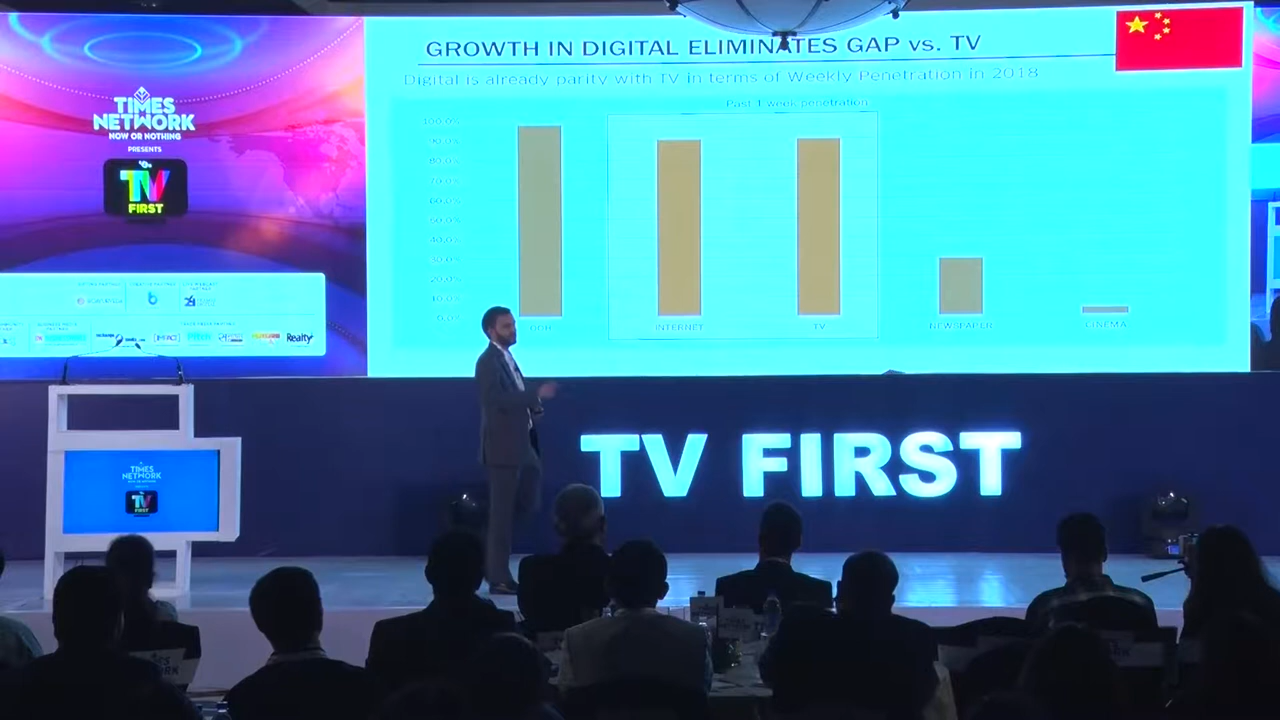 TIMES
NETWORK
NOW OR NOTHING
PRESENTS
TV
FIRST
Realty+
GROWTH IN DIGITAL ELIMINATES GAP vs. TV
Digital is already parity with TV in terms of Weekly Penetration in 2018
Past 1 week penetration
100.0%
90.0%
80.0%
70.0%
60.0%
50.0%
40.0%
30.0%
20.0%
10.0%
0.0%
OOH
INTERNET
TV
NEWSPAPER
CINEMA
TV FIRST
TIMES
NETWORK
NOW OR NOTHING
TV
FIRST